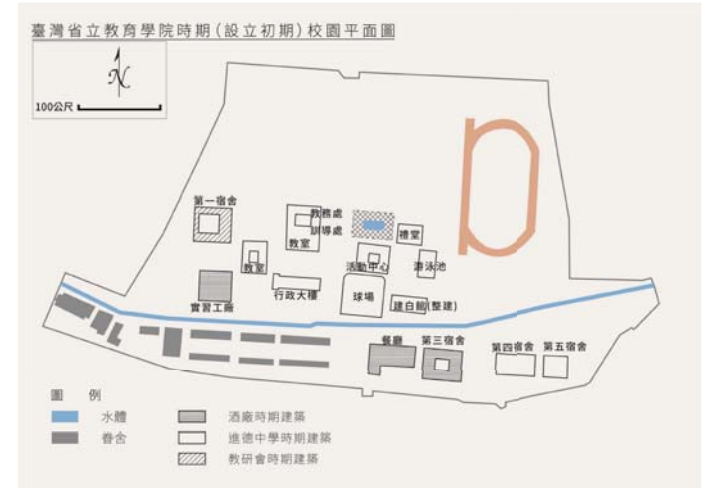 臺灣省立教育學院時期(設立初期)校園平面圖
N
100公尺
第一宿舍
教務處
訓導處
教室
禮堂
教室
活動中心
游泳池
實習工廠
行政大樓
球場
建白館(整建)
餐廳
第三宿舍
第四宿舍
第五宿舍
圖 例
水體
眷舍
酒廠時期建築
進德中學時期建築
教研會時期建築